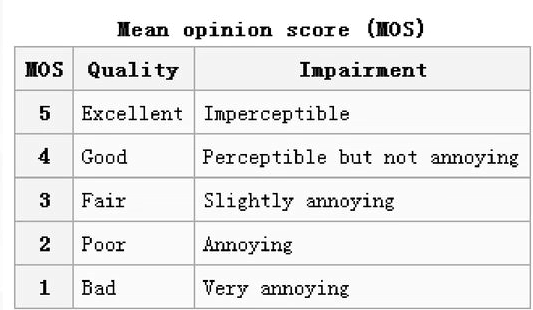 Mean opinion score (MOS)
MOS Quality Impairment
5 Excellent Imperceptible
4 Good Perceptible but not annoying
3 Fair Slightly annoying
2 Poor Annoying
1 Bad Very annoying